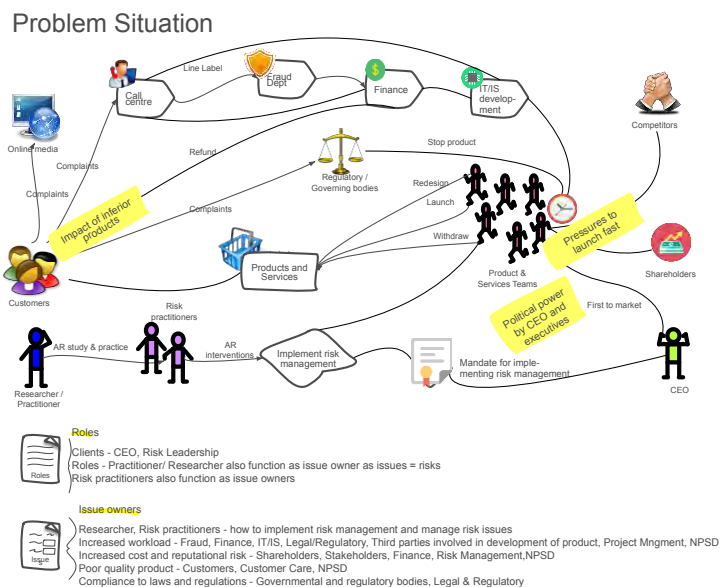 Problem Situation
Line Label
Call
centre
Fraud
Dept
Finance
IT/IS
develop-
ment
Competitors
Online media
Complaints
Refund
Stop product
Regulatory /
Governing bodies
Complaints
Redesign
Launch
Impact of inferior
products
Complaints
Withdraw
Pressures to
launch fast
Products and
Services
Product &
Services Teams
Shareholders
Customers
Risk
practitioners
Political power
by CEO and
executives
First to market
AR study & practice
AR
interventions
Implement risk
management
Mandate for imple-
menting risk management
Researcher /
Practitioner
CEO
Roles
Clients - CEO, Risk Leadership
Roles - Practitioner/ Researcher also function as issue owner as issues = risks
Risk practitioners also function as issue owners
Roles
Issue owners
Researcher, Risk practitioners - how to implement risk management and manage risk issues
Increased workload - Fraud, Finance, IT/IS, Legal/Regulatory, Third parties involved in development of product, Project Mngment, NPSD
Increased cost and reputational risk - Shareholders, Stakeholders, Finance, Risk Management,NPSD
Poor quality product - Customers, Customer Care, NPSD
Compliance to laws and regulations - Governmental and regulatory bodies, Legal & Regulatory
Issue